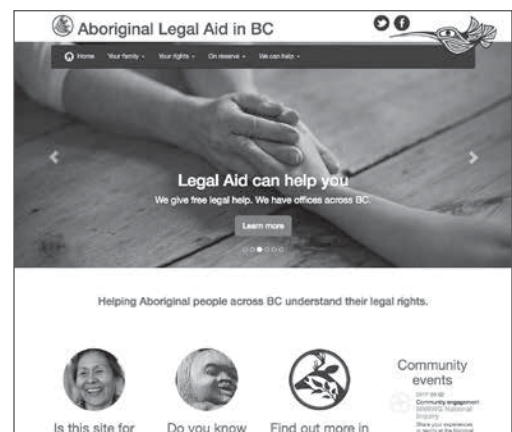 Aboriginal Legal Aid in BC
Home Your family Your rights On reserve We can help
Legal Aid can help you
We give free legal help. We have offices across BC.
Learn more
Helping Aboriginal people across BC understand their legal rights.
Is this site for
Do you know
Find out more in
Community
events
Community engagement
MMIWG National
Inquiry
Share your experiences